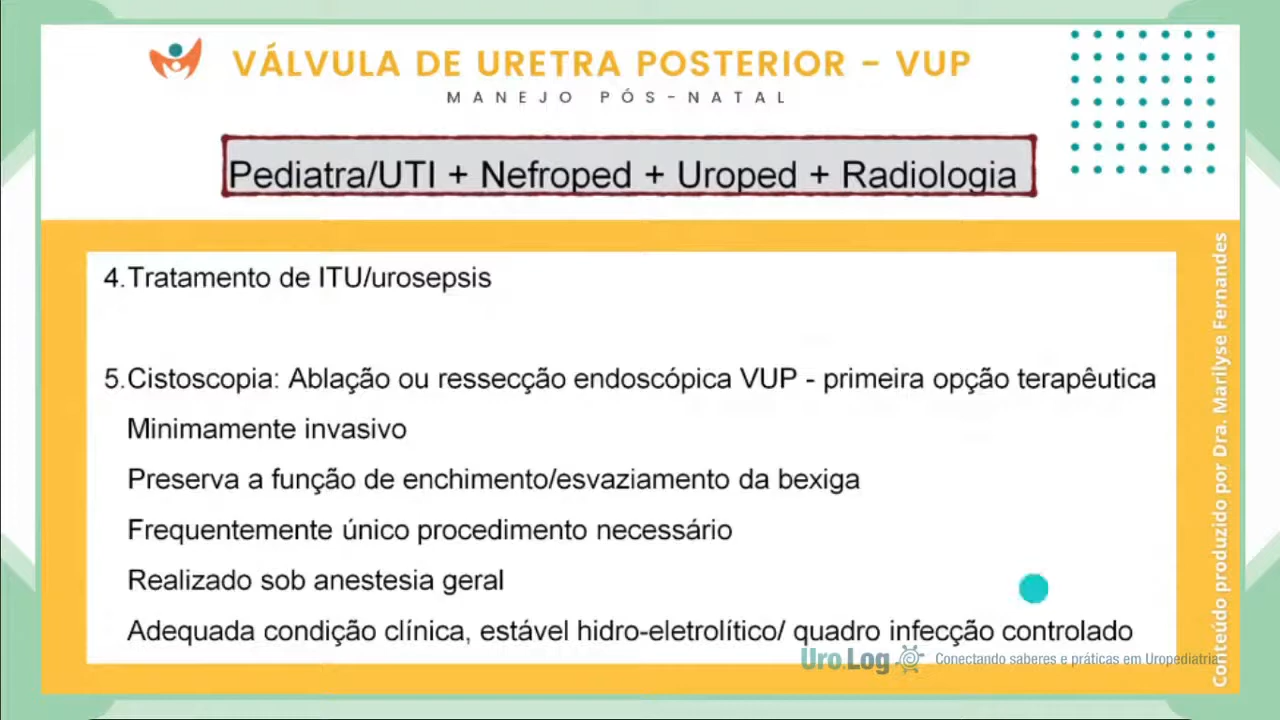 VÁLVULA DE URETRA POSTERIOR - VUP
MANEJO PÓS-NATAL
Pediatra/UTI + Nefroped + Uroped + Radiologia
4.Tratamento de ITU/urosepsis
5.Cistoscopia: Ablação ou ressecção endoscópica VUP - primeira opção terapêutica
Minimamente invasivo
Preserva a função de enchimento/esvaziamento da bexiga
Frequentemente único procedimento necessário
Realizado sob anestesia geral
Adequada condição clínica, estável hidro-eletrolítico/ quadro infecção controlado
Uro.Log Conectando saberes e práticas em Uropediatria
Conteúdo produzido por Dra. Marilyse Fernandes